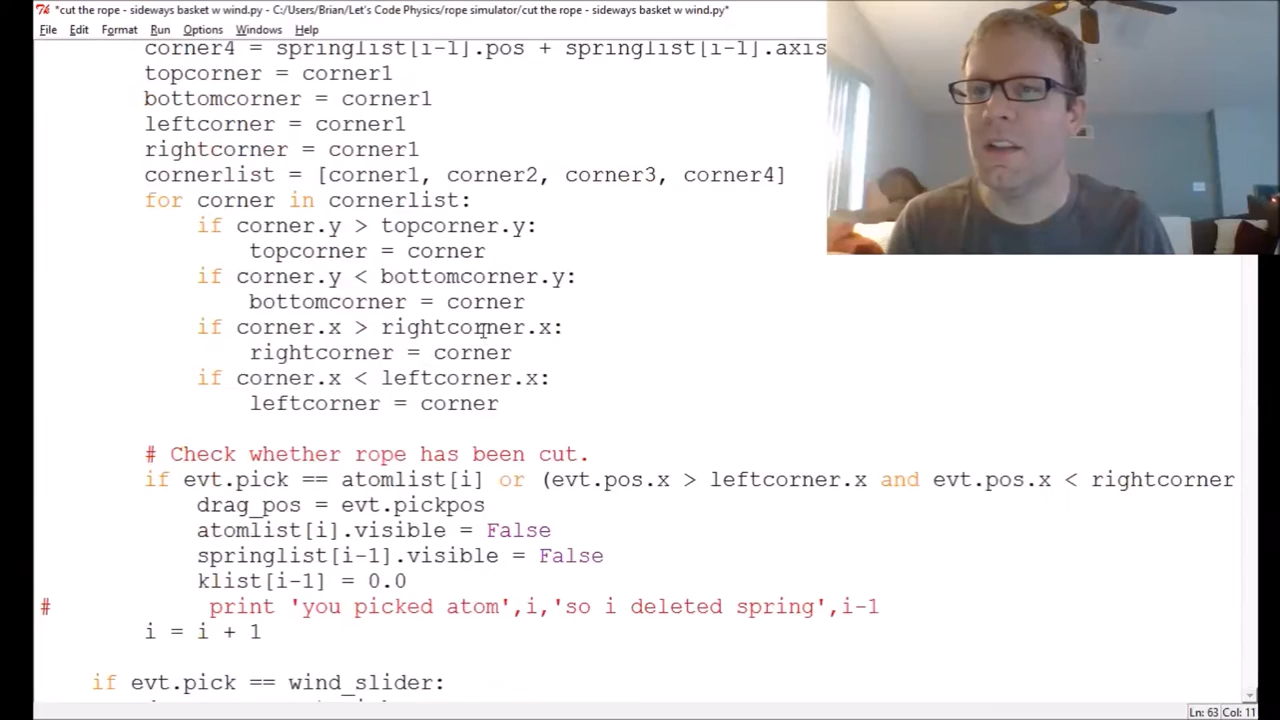 *cut the rope - sideways basket w wind.py - C:/Users/Brian/Let's Code Physics/rope simulator/cut the rope - sideways basket w wind.py*
File Edit Format Run Options Windows Help
corner4 = springlist[i-1].pos + springlist[i-1].axis
topcorner = corner1
bottomcorner = corner1
leftcorner = corner1
rightcorner = corner1
cornerlist = [corner1, corner2, corner3, corner4]
for corner in cornerlist:
if corner.y > topcorner.y:
topcorner = corner
if corner.y < bottomcorner.y:
bottomcorner = corner
if corner.x > rightcorner.x:
rightcorner = corner
if corner.x < leftcorner.x:
leftcorner = corner
# Check whether rope has been cut.
if evt.pick == atomlist[i] or (evt.pos.x > leftcorner.x and evt.pos.x < rightcorner
drag_pos = evt.pickpos
atomlist[i].visible = False
springlist[i-1].visible = False
klist[i-1] = 0.0
# print 'you picked atom',i,'so i deleted spring',i-1
i = i + 1
if evt.pick == wind_slider:
Ln: 63 Col: 11